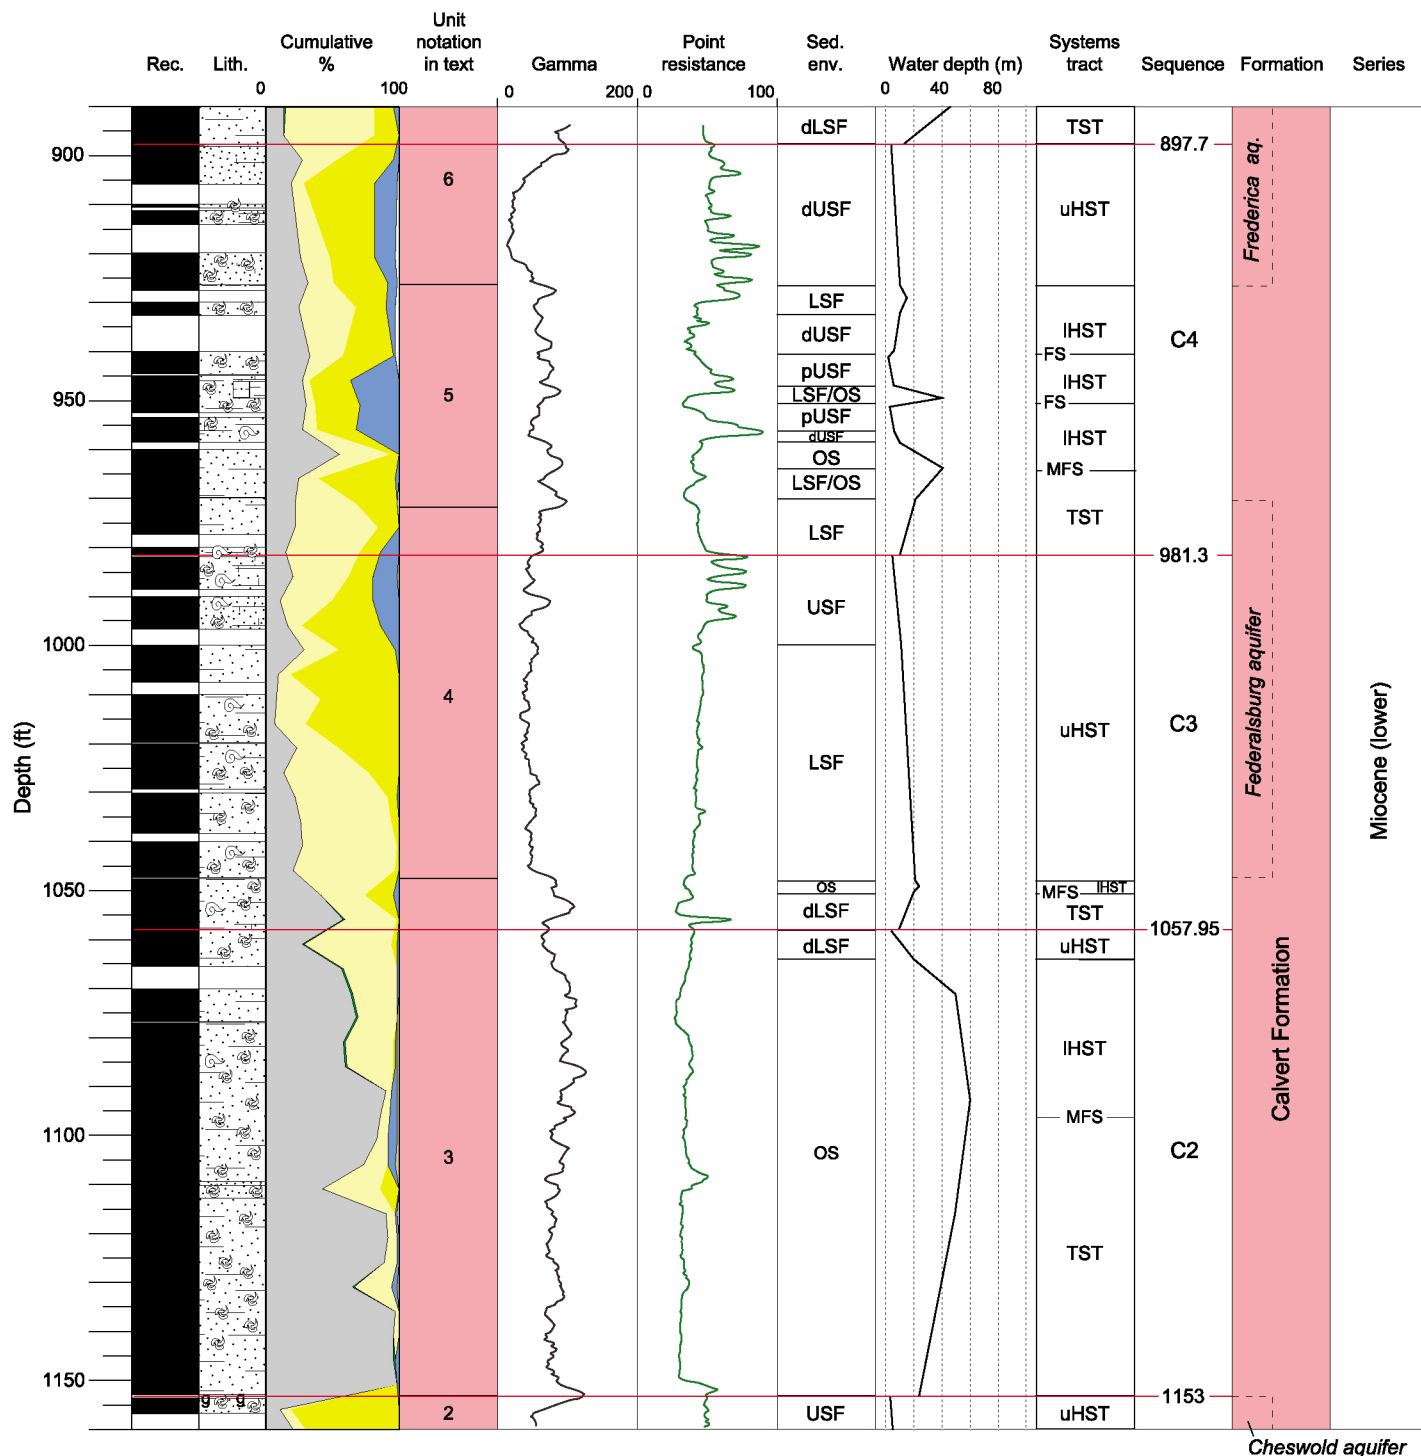 Rec.
Lith.
Cumulative
%
0
100
Unit
notation
in text
Gamma
0
200
Point
resistance
0
100
Sed.
env.
Water depth (m)
0
40
80
Systems
tract
Sequence
Formation
Series
Depth (ft)
900
950
1000
1050
1100
1150
g
g
6
5
4
3
2
dLSF
dUSF
LSF
dUSF
pUSF
LSF/OS
pUSF
dUSF
OS
LSF/OS
LSF
USF
LSF
OS
dLSF
dLSF
OS
USF
TST
uHST
lHST
FS
lHST
FS
lHST
MFS
TST
uHST
lHST
MFS
TST
uHST
lHST
MFS
TST
uHST
897.7
C4
981.3
C3
1057.95
C2
1153
Frederica aq.
Federalsburg aquifer
Calvert Formation
Cheswold aquifer
Miocene (lower)